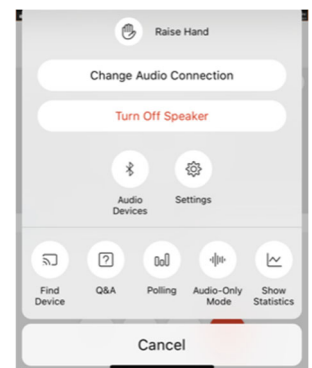 Raise Hand
Change Audio Connection
Turn Off Speaker
Audio
Devices
Settings
Find
Device
Q&A
Polling
Audio-Only
Mode
Show
Statistics
Cancel